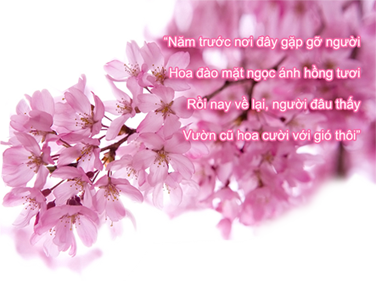 "Năm trước nơi đây gặp gỡ người
Hoa đào mặt ngọc ánh hồng tươi
Rồi nay về lại, người đâu thấy
Vườn cũ hoa cười với gió thôi"